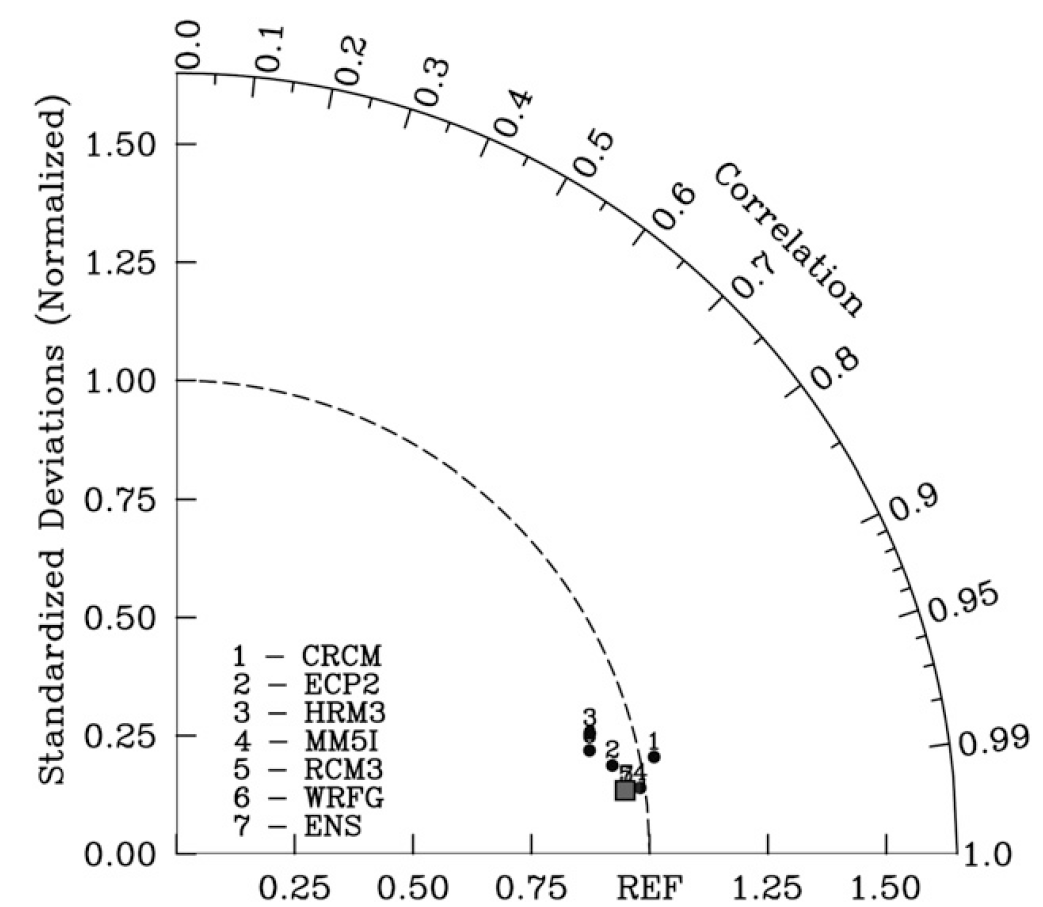 0.0
0.1
0.2
0.3
0.4
0.5
0.6
0.7
0.8
0.9
0.95
0.99
1.0
Correlation
Standardized Deviations (Normalized)
1.50
1.25
1.00
0.75
0.50
0.25
0.00
1 – CRCM
2 – ECP2
3 – HRM3
4 – MM5I
5 – RCM3
6 – WRFG
7 – ENS
3
2
1
4
0.25
0.50
0.75
REF
1.25
1.50